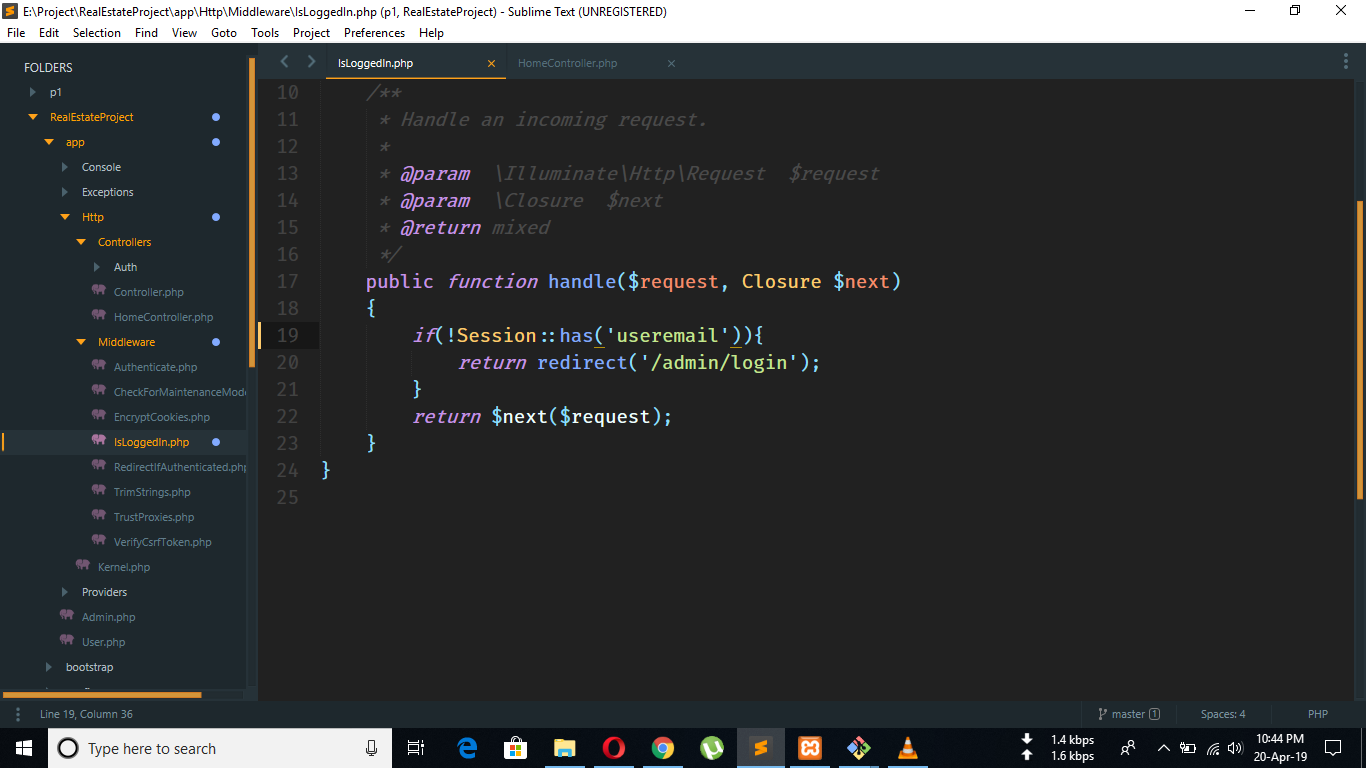 E:\Project\RealEstateProject\app\Http\Middleware\IsLoggedIn.php (p1, RealEstateProject) - Sublime Text (UNREGISTERED)
File Edit Selection Find View Goto Tools Project Preferences Help
FOLDERS
p1
RealEstateProject
app
Console
Exceptions
Http
Controllers
Auth
Controller.php
HomeController.php
Middleware
Authenticate.php
CheckForMaintenanceMod
EncryptCookies.php
IsLoggedIn.php
RedirectIfAuthenticated.php
TrimStrings.php
TrustProxies.php
VerifyCsrfToken.php
Kernel.php
Providers
Admin.php
User.php
bootstrap
IsLoggedIn.php HomeController.php
10 /**
11 * Handle an incoming request.
12 *
13 * @param \Illuminate\Http\Request $request
14 * @param \Closure $next
15 * @return mixed
16 */
17 public function handle($request, Closure $next)
18 {
19 if(!Session::has('useremail')){
20 return redirect('/admin/login');
21 }
22 return $next($request);
23 }
24 }
25
Line 19, Column 36 master 1 Spaces: 4 PHP
Type here to search
1.4 kbps
1.6 kbps
10:44 PM
20-Apr-19